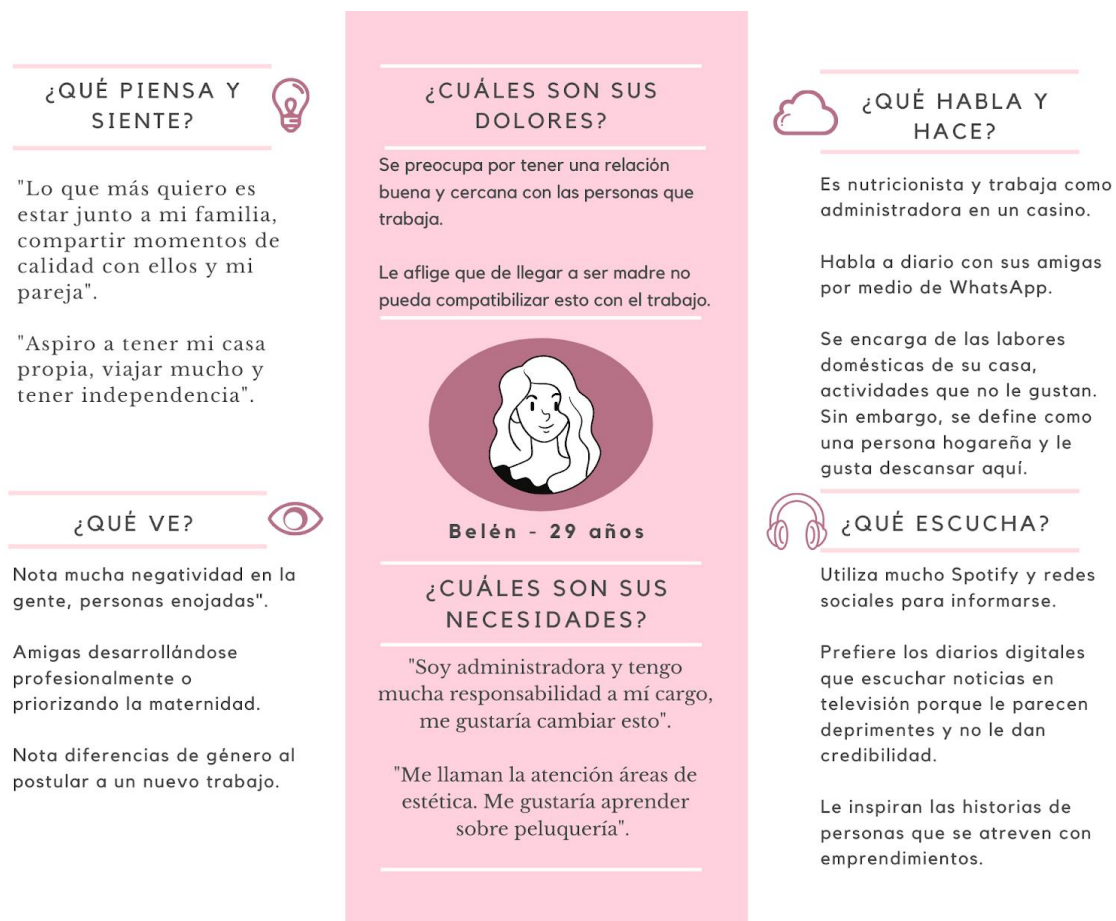 ¿QUÉ PIENSA Y
SIENTE?
"Lo que más quiero es
estar junto a mi familia,
compartir momentos de
calidad con ellos y mi
pareja".
"Aspiro a tener mi casa
propia, viajar mucho y
tener independencia".
¿QUÉ VE?
Nota mucha negatividad en la
gente, personas enojadas".
Amigas desarrollándose
profesionalmente o
priorizando la maternidad.
Nota diferencias de género al
postular a un nuevo trabajo.
¿CUÁLES SON SUS
DOLORES?
Se preocupa por tener una relación
buena y cercana con las personas que
trabaja.
Le aflige que de llegar a ser madre no
pueda compatibilizar esto con el trabajo.
Belén - 29 años
¿CUÁLES SON SUS
NECESIDADES?
"Soy administradora y tengo
mucha responsabilidad a mí cargo,
me gustaría cambiar esto".
"Me llaman la atención áreas de
estética. Me gustaría aprender
sobre peluquería".
¿QUÉ HABLA Y
HACE?
Es nutricionista y trabaja como
administradora en un casino.
Habla a diario con sus amigas
por medio de WhatsApp.
Se encarga de las labores
domésticas de su casa,
actividades que no le gustan.
Sin embargo, se define como
una persona hogareña y le
gusta descansar aquí.
¿QUÉ ESCUCHA?
Utiliza mucho Spotify y redes
sociales para informarse.
Prefiere los diarios digitales
que escuchar noticias en
televisión porque le parecen
deprimentes y no le dan
credibilidad.
Le inspiran las historias de
personas que se atreven con
emprendimientos.